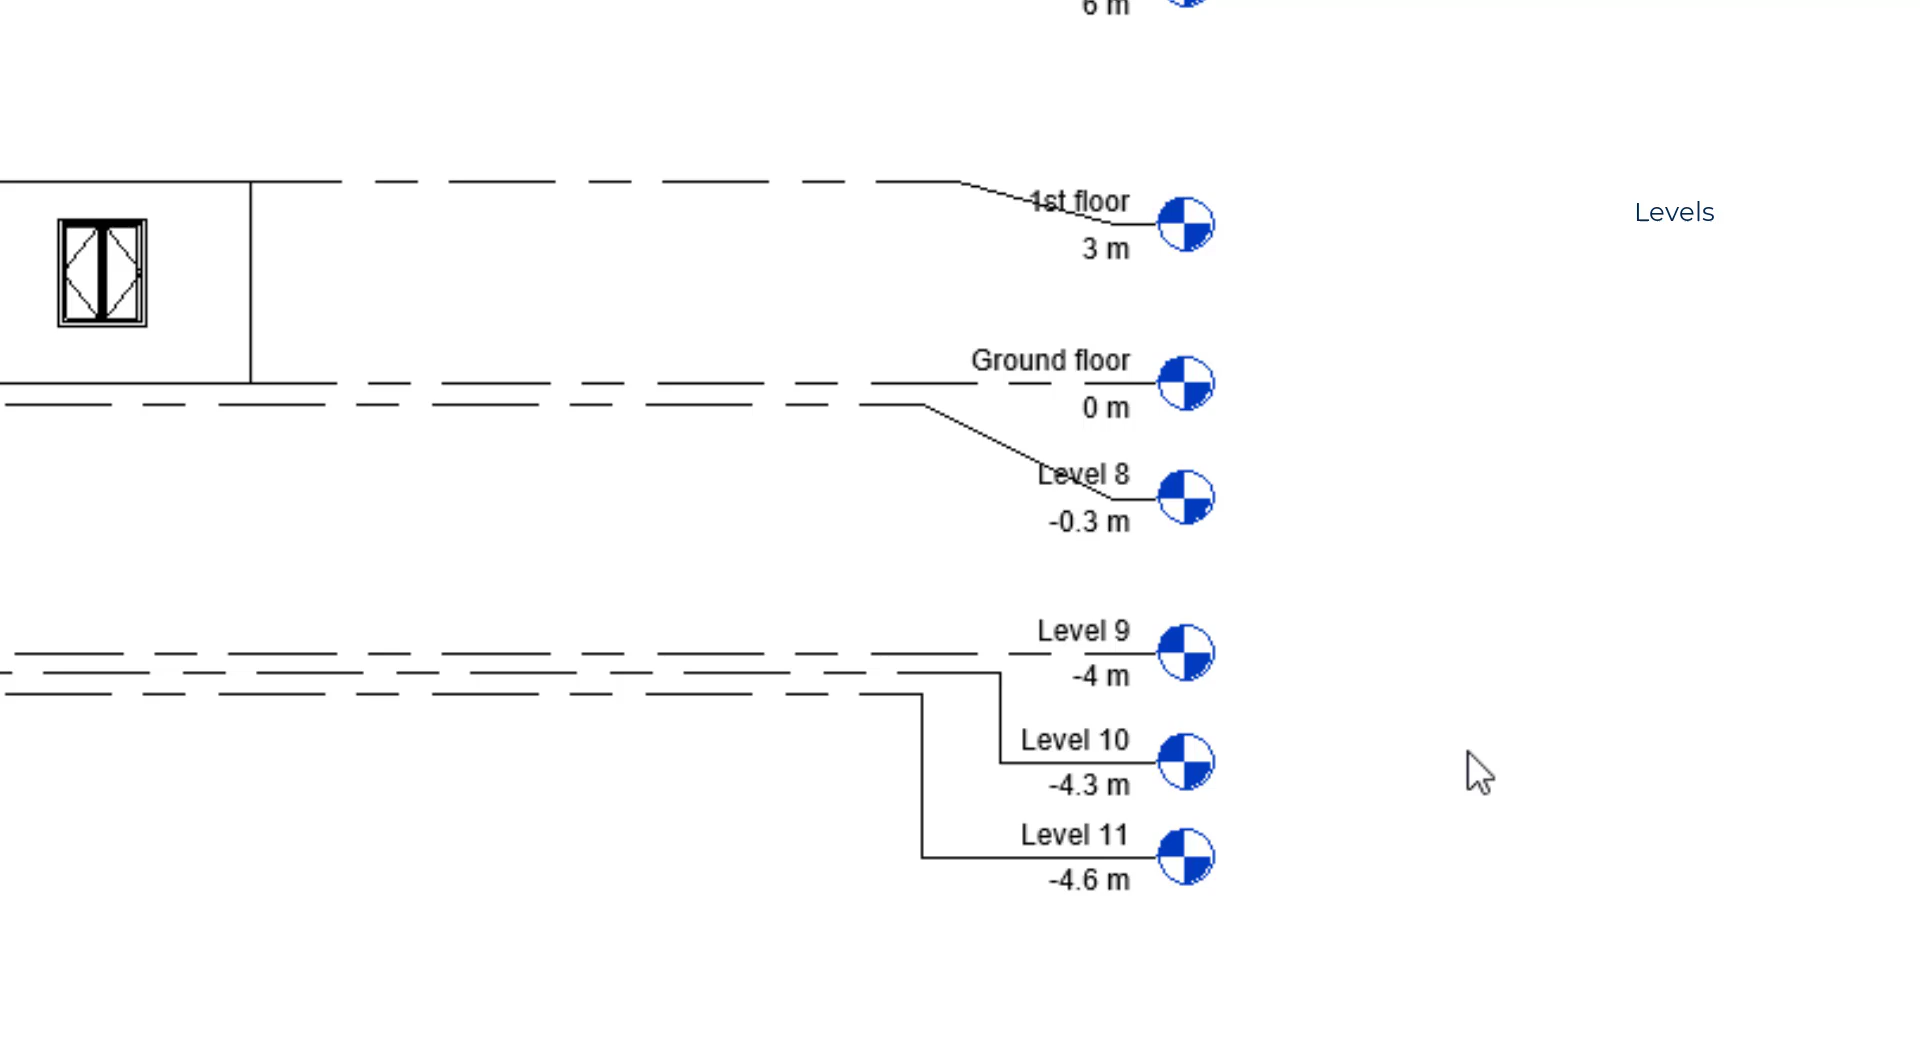 6 m
1st floor
3 m
Levels
Ground floor
0 m
Level 8
-0.3 m
Level 9
-4 m
Level 10
-4.3 m
Level 11
-4.6 m